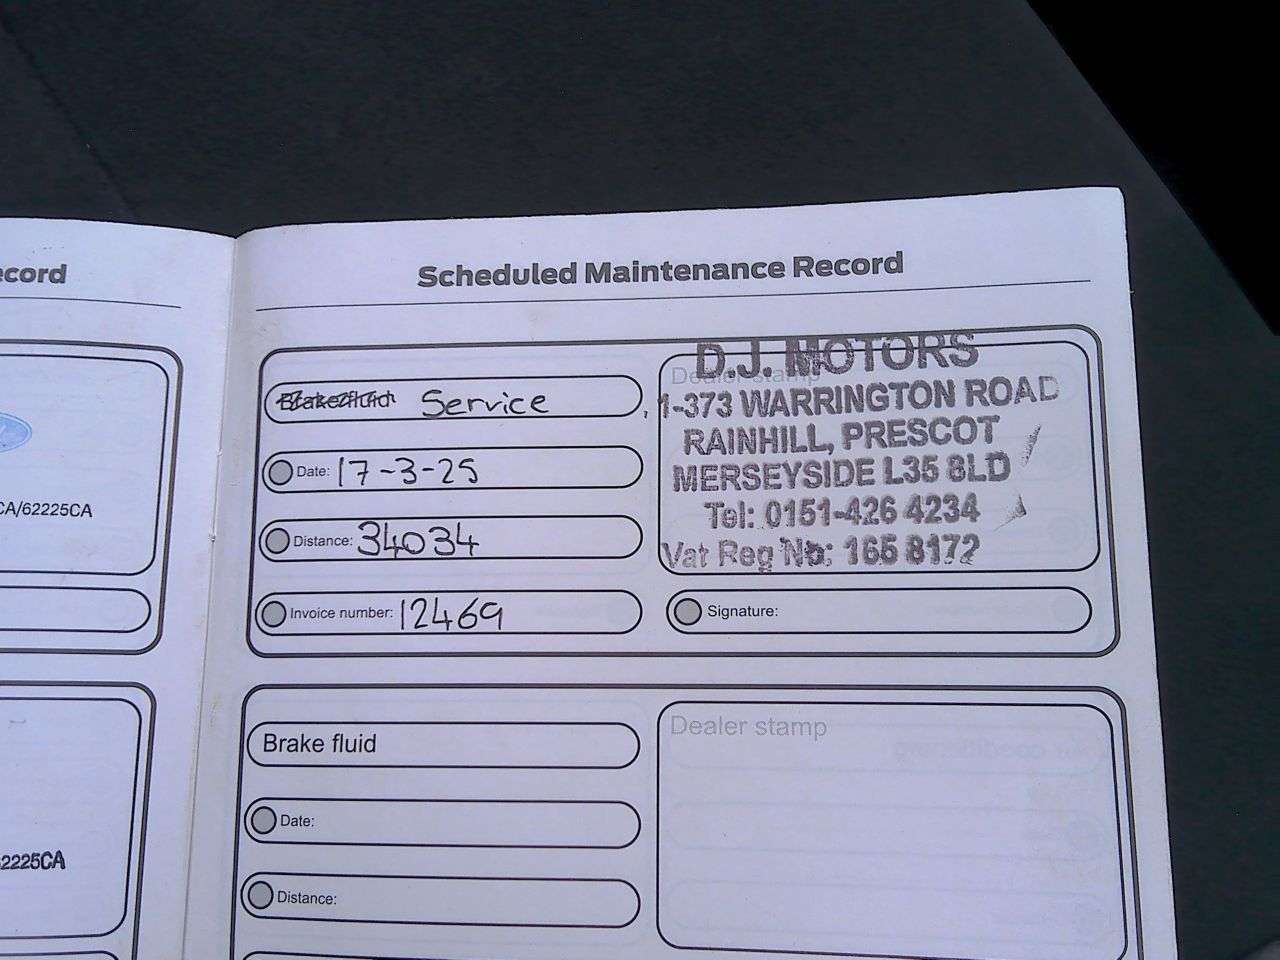 ecord
CA/62225CA
2225CA
Scheduled Maintenance Record
Brake fluid Service
Date: 17-3-25
Distance: 34034
Invoice number: 12469
Dealer stamp
D.J. MOTORS
1-373 WARRINGTON ROAD
RAINHILL, PRESCOT
MERSEYSIDE L35 8LD
Tel: 0151-426 4234
Vat Reg No: 165 8172
Signature:
Brake fluid
Date:
Distance:
Dealer stamp